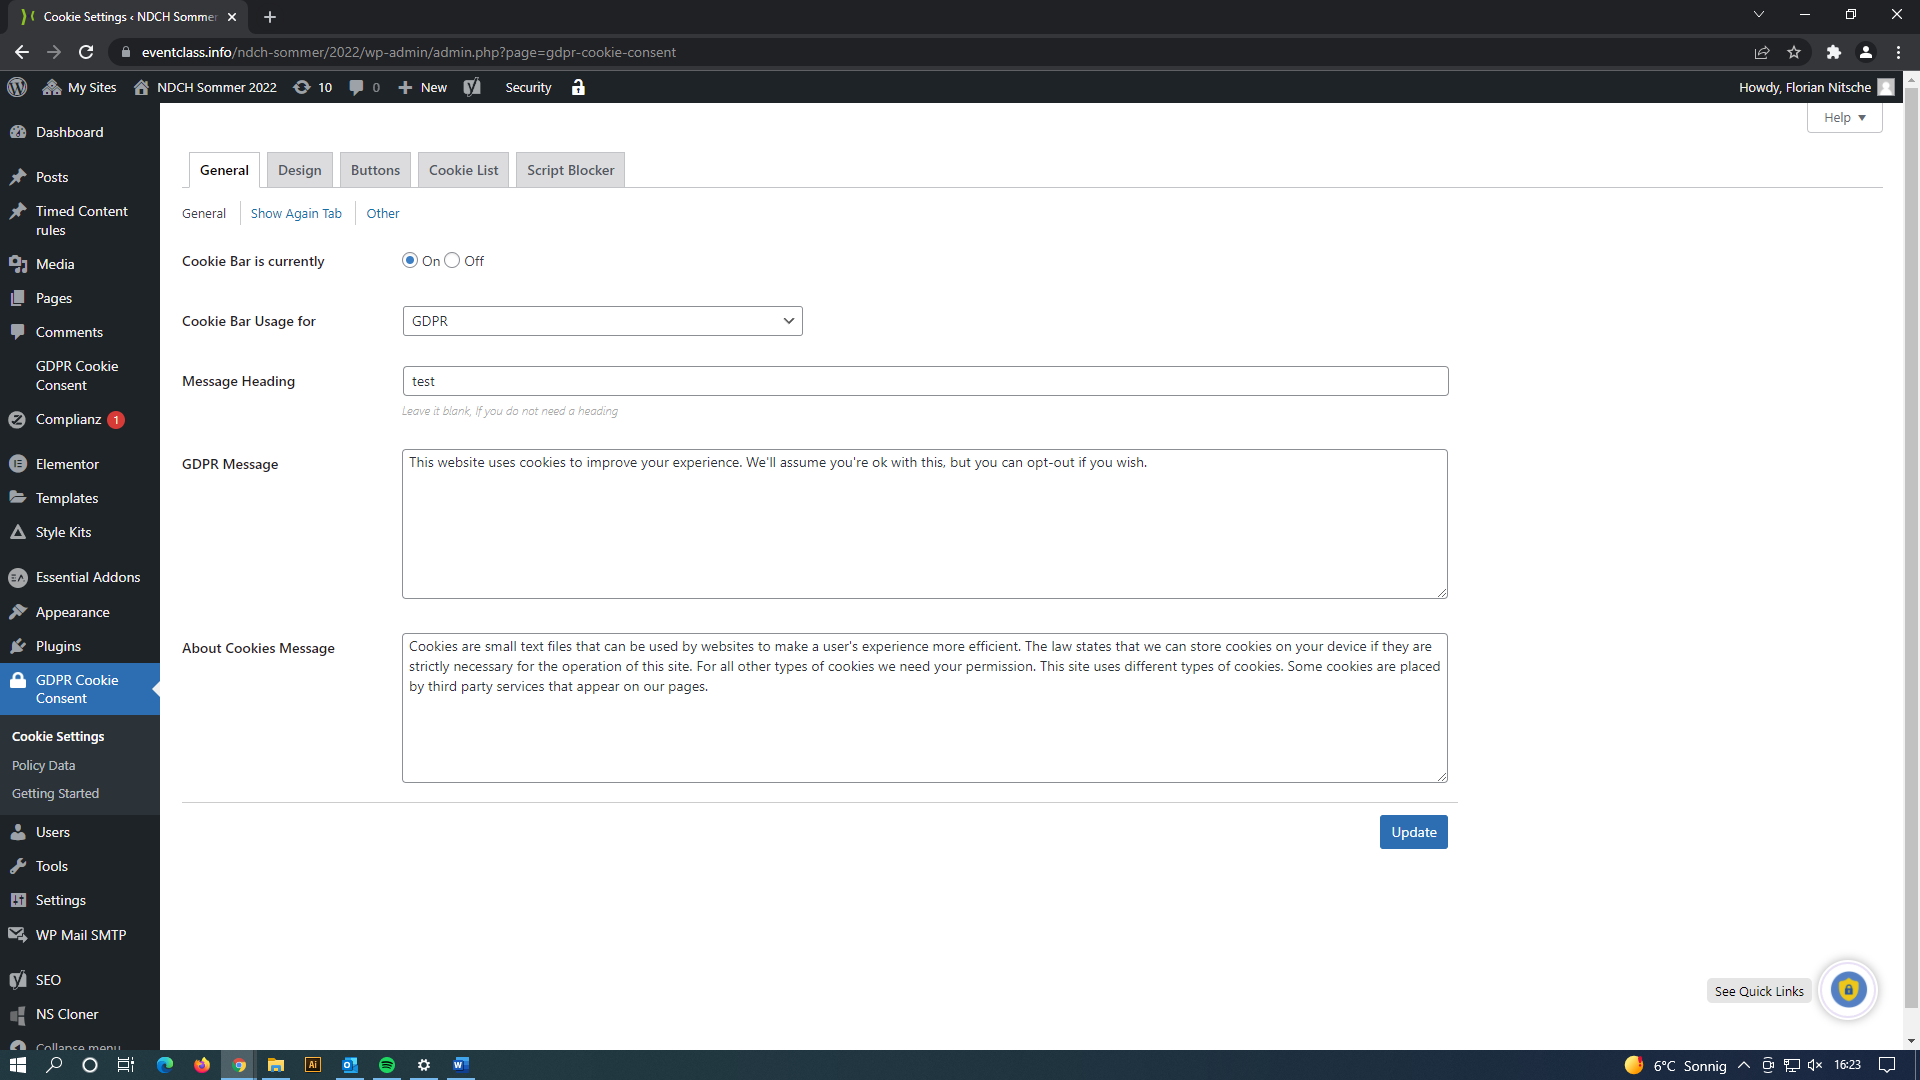 Cookie Settings ‹ NDCH Sommer
eventclass.info/ndch-sommer/2022/wp-admin/admin.php?page=gdpr-cookie-consent
My Sites
NDCH Sommer 2022
10
0
New
Security
Howdy, Florian Nitsche
Help
Dashboard
Posts
Timed Content
rules
Media
Pages
Comments
GDPR Cookie
Consent
Complianz 1
Elementor
Templates
Style Kits
Essential Addons
Appearance
Plugins
GDPR Cookie
Consent
Cookie Settings
Policy Data
Getting Started
Users
Tools
Settings
WP Mail SMTP
SEO
NS Cloner
Collapse menu
General
Design
Buttons
Cookie List
Script Blocker
General
Show Again Tab
Other
Cookie Bar is currently
On
Off
Cookie Bar Usage for
GDPR
Message Heading
test
Leave it blank, If you do not need a heading
GDPR Message
This website uses cookies to improve your experience. We'll assume you're ok with this, but you can opt-out if you wish.
About Cookies Message
Cookies are small text files that can be used by websites to make a user's experience more efficient. The law states that we can store cookies on your device if they are
strictly necessary for the operation of this site. For all other types of cookies we need your permission. This site uses different types of cookies. Some cookies are placed
by third party services that appear on our pages.
Update
See Quick Links
Ai
6°C Sonnig
16:23